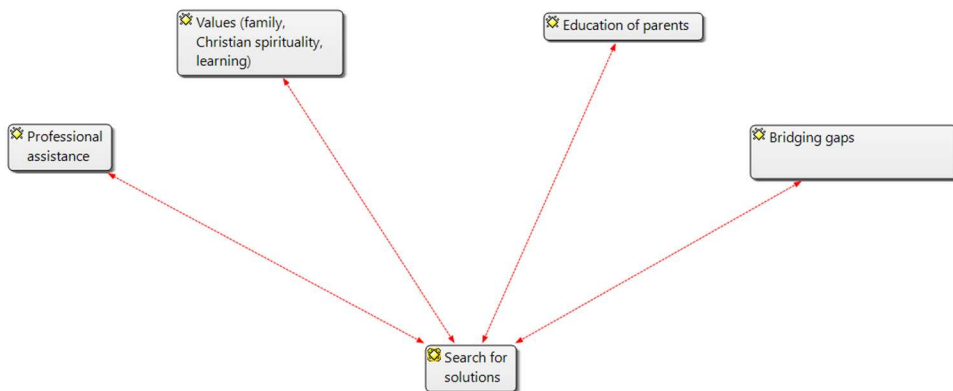 Values (family,
Christian spirituality,
learning)
Education of parents
Professional
assistance
Bridging gaps
Search for
solutions